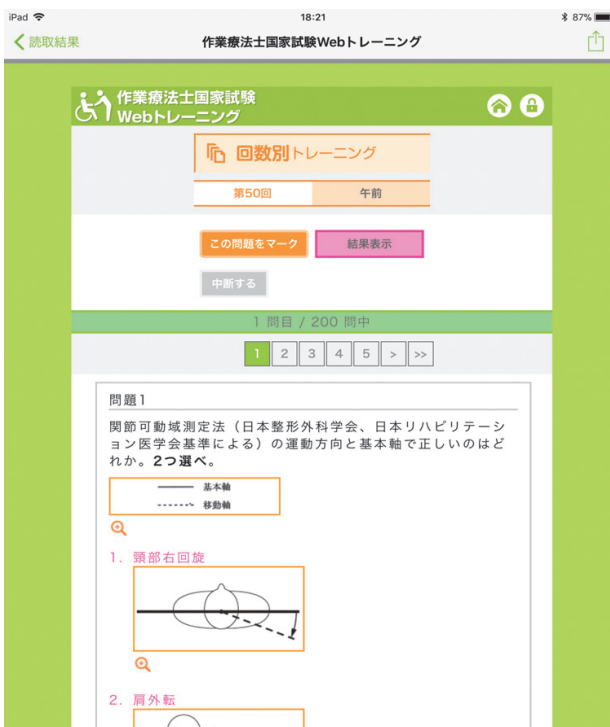 iPad
18:21
87%
読取結果
作業療法士国家試験Webトレーニング
作業療法士国家試験
Webトレーニング
回数別トレーニング
第50回
午前
この問題をマーク
結果表示
中断する
1 問目 / 200 問中
1 2 3 4 5 > >>
問題1
関節可動域測定法（日本整形外科学会、日本リハビリテーシ
ョン医学会基準による）の運動方向と基本軸で正しいのはど
れか。2つ選べ。
基本軸
移動軸
1. 頸部右回旋
2. 肩外転